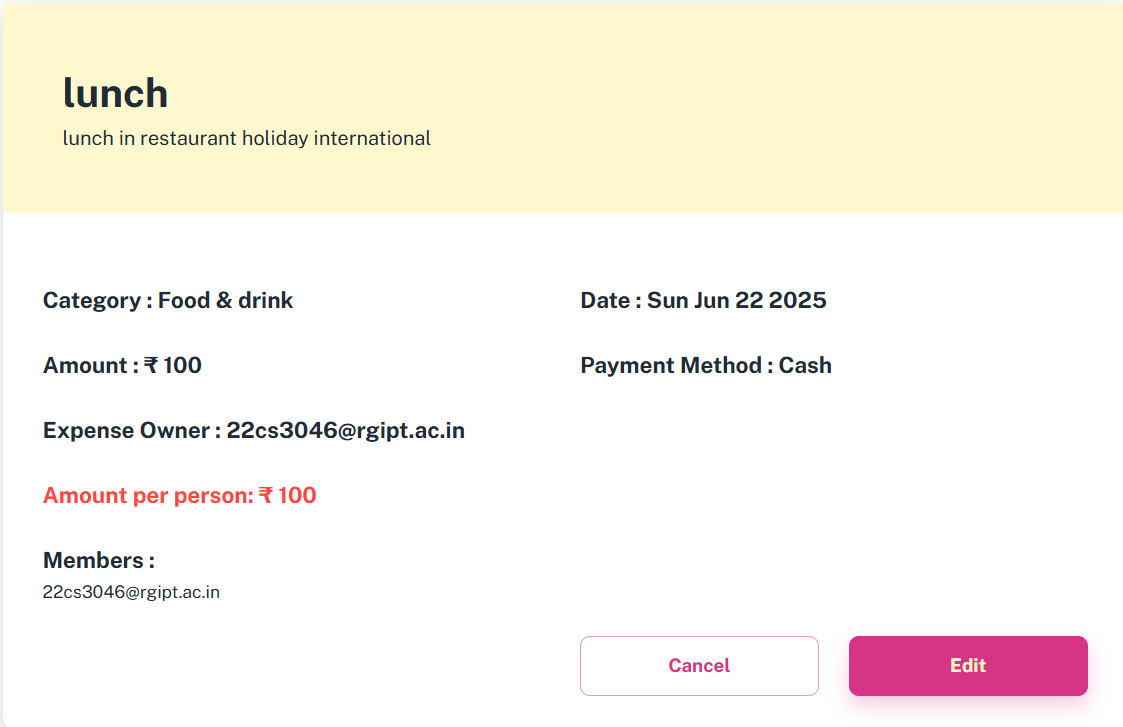 lunch
lunch in restaurant holiday international
Category : Food & drink
Date : Sun Jun 22 2025
Amount : ₹ 100
Payment Method : Cash
Expense Owner : 22cs3046@rgipt.ac.in
Amount per person: ₹ 100
Members :
22cs3046@rgipt.ac.in
Cancel
Edit